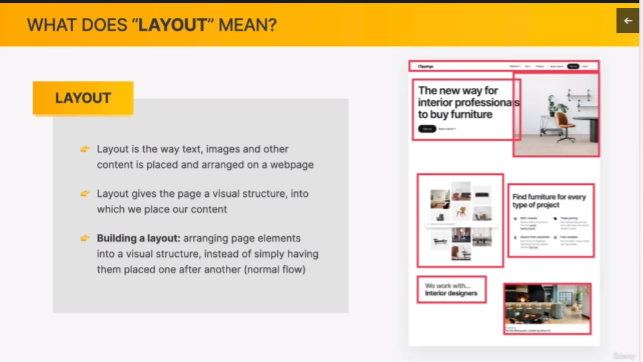 WHAT DOES “LAYOUT” MEAN?
LAYOUT
Layout is the way text, images and other
content is placed and arranged on a webpage
Layout gives the page a visual structure, into
which we place our content
Building a layout: arranging page elements
into a visual structure, instead of simply having
them placed one after another (normal flow)
Clippings
The new way for
interior professionals
to buy furniture
Find furniture for every
type of project
We work with...
Interior designers
Udemy